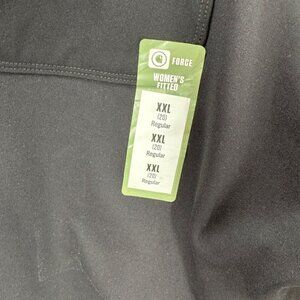 FORCE
WOMEN'S
FITTED
XXL
(20)
Regular
XXL
(20)
Regular
XXL
(20)
Regular